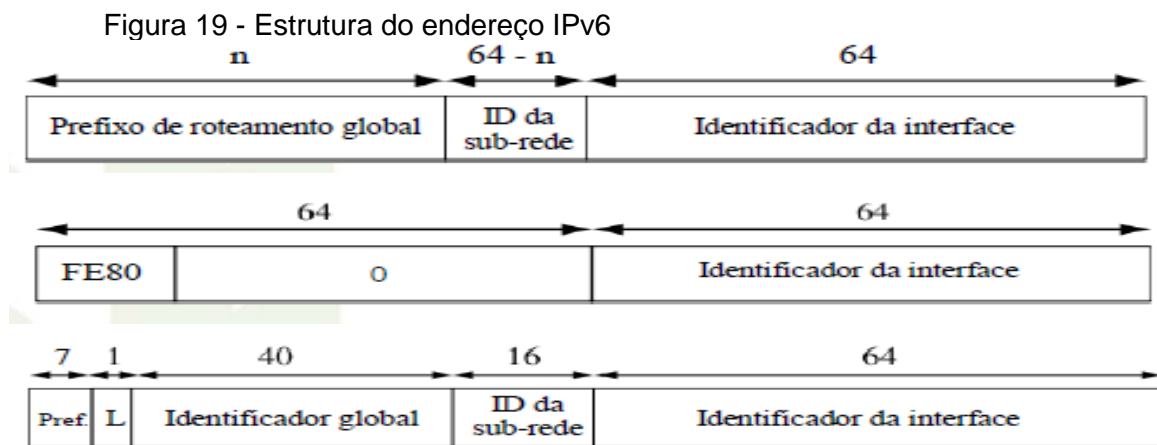 Figura 19 - Estrutura do endereço IPv6
n 64 - n 64
Prefixo de roteamento global ID da sub-rede Identificador da interface
64 64
FE80 0 Identificador da interface
7 1 40 16 64
Pref. L Identificador global ID da sub-rede Identificador da interface